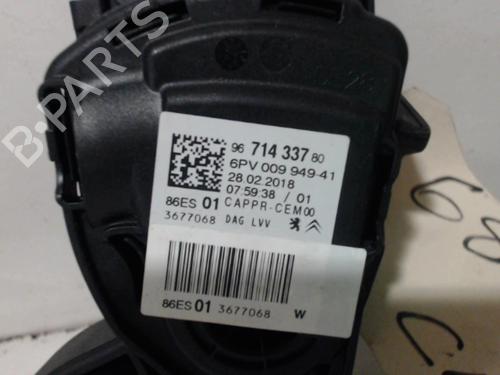 B-PARTS
96 714 337 80
6PV 009 949-41
28.02.2018
07:59:38 / 01
86ES 01 CAPPR-CEM00
3677068 DAG LVV
86ES 01 3677068 W